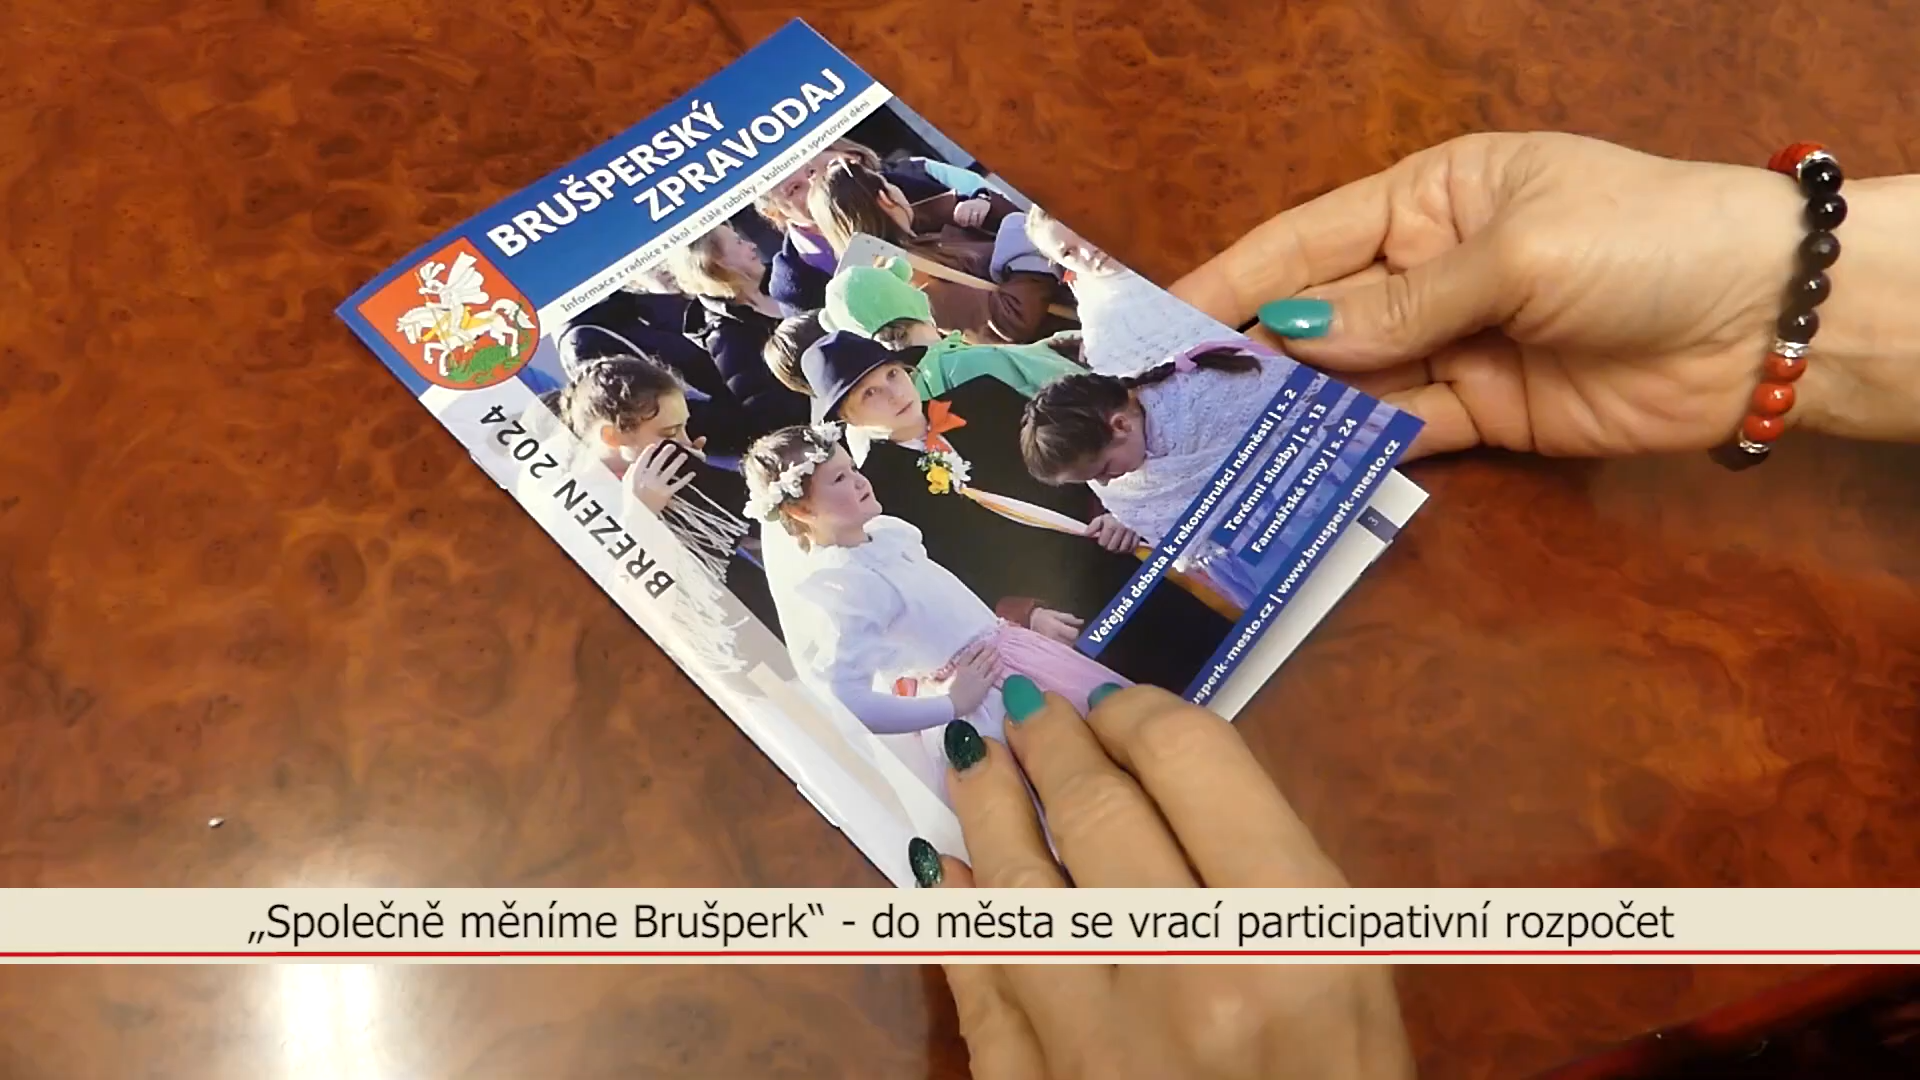 BRUŠPERSKÝ
ZPRAVODAJ
Informace z radnice a škol – stálé rubriky – kulturní a sportovní dění
BŘEZEN 2024
Veřejná debata k rekonstrukci náměstí | s. 2
Terénní služby | s. 13
Farmářské trhy | s. 24
usperk-mesto.cz | www.brusperk-mesto.cz
3
„Společně měníme Brušperk“ - do města se vrací participativní rozpočet